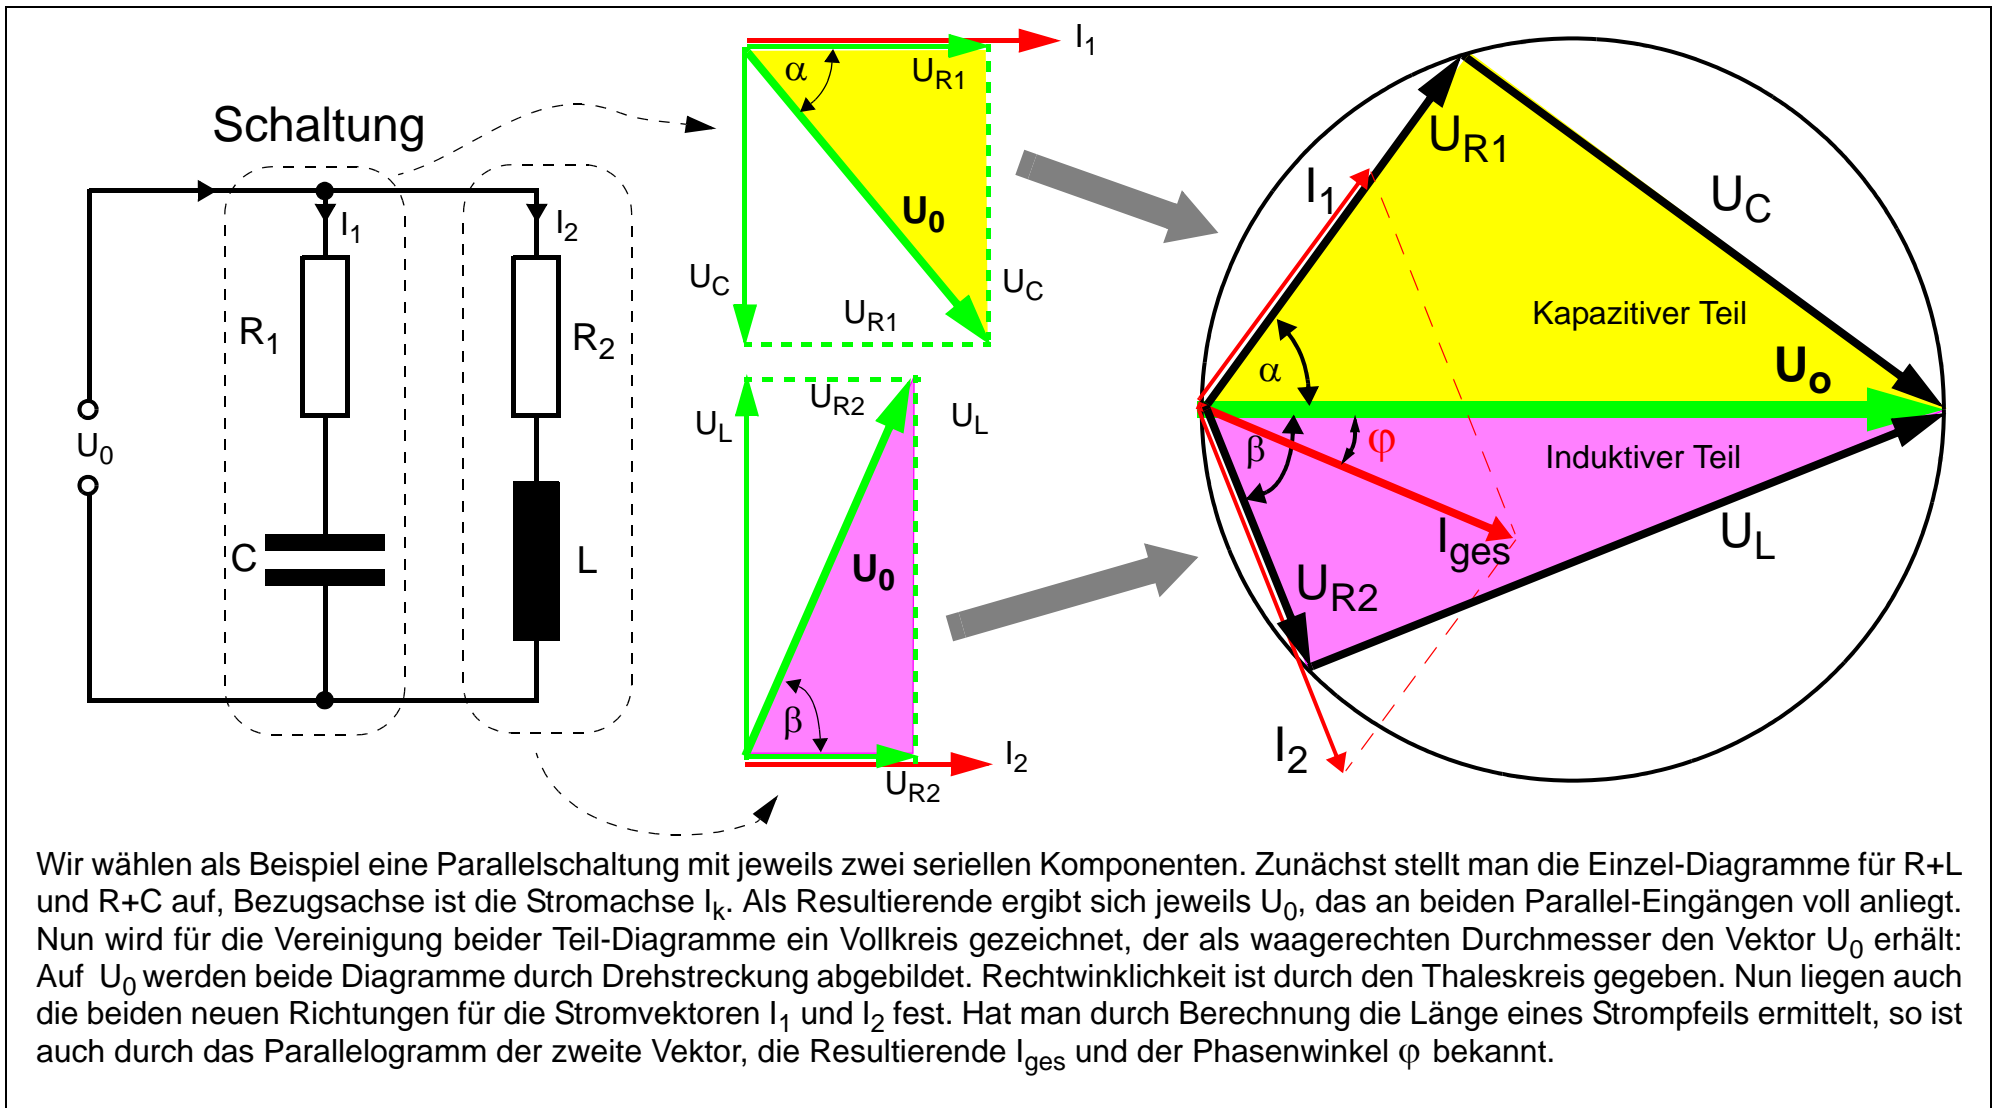 Schaltung
I1
I2
R1
R2
U0
C
L
I1
UR1
α
U0
UC
UC
UR1
UR2
UL
UL
U0
β
I2
UR2
I1
UR1
UC
Kapazitiver Teil
α
Uo
β
φ
Induktiver Teil
Iges
UL
UR2
I2
Wir wählen als Beispiel eine Parallelschaltung mit jeweils zwei seriellen Komponenten. Zunächst stellt man die Einzel-Diagramme für R+L
und R+C auf, Bezugsachse ist die Stromachse Ik. Als Resultierende ergibt sich jeweils U0, das an beiden Parallel-Eingängen voll anliegt.
Nun wird für die Vereinigung beider Teil-Diagramme ein Vollkreis gezeichnet, der als waagerechten Durchmesser den Vektor U0 erhält:
Auf U0 werden beide Diagramme durch Drehstreckung abgebildet. Rechtwinklichkeit ist durch den Thaleskreis gegeben. Nun liegen auch
die beiden neuen Richtungen für die Stromvektoren I1 und I2 fest. Hat man durch Berechnung die Länge eines Strompfeils ermittelt, so ist
auch durch das Parallelogramm der zweite Vektor, die Resultierende Iges und der Phasenwinkel φ bekannt.